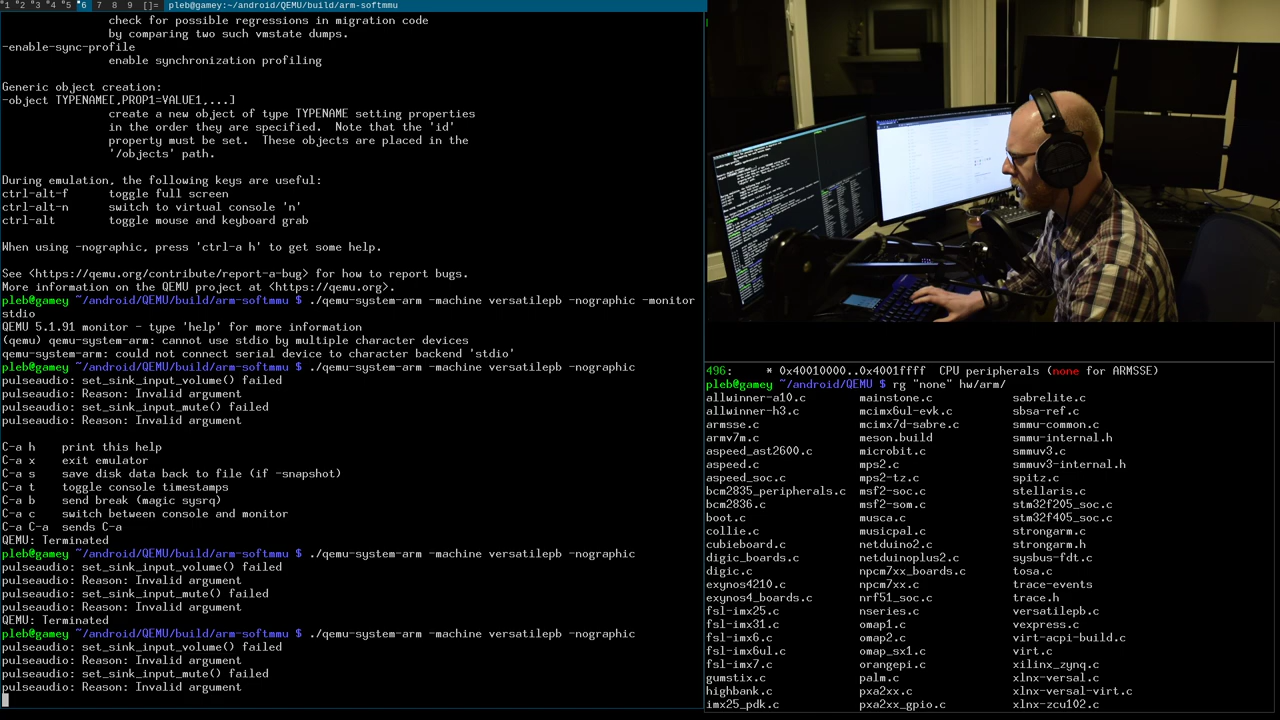 1 2 3 4 5 6 7 8 9 []= pleb@gamey:~/android/QEMU/build/arm-softmmu
check for possible regressions in migration code
by comparing two such vmstate dumps.
-enable-sync-profile
enable synchronization profiling
Generic object creation:
-object TYPENAME[,PROP1=VALUE1,...]
create a new object of type TYPENAME setting properties
in the order they are specified.  Note that the 'id'
property must be set.  These objects are placed in the
'/objects' path.
During emulation, the following keys are useful:
ctrl-alt-f      toggle full screen
ctrl-alt-n      switch to virtual console 'n'
ctrl-alt        toggle mouse and keyboard grab
When using -nographic, press 'ctrl-a h' to get some help.
See <https://qemu.org/contribute/report-a-bug> for how to report bugs.
More information on the QEMU project at <https://qemu.org>.
pleb@gamey ~/android/QEMU/build/arm-softmmu $ ./qemu-system-arm -machine versatilepb -nographic -monitor
stdio
QEMU 5.1.91 monitor - type 'help' for more information
(qemu) qemu-system-arm: cannot use stdio by multiple character devices
qemu-system-arm: could not connect serial device to character backend 'stdio'
pleb@gamey ~/android/QEMU/build/arm-softmmu $ ./qemu-system-arm -machine versatilepb -nographic
pulseaudio: set_sink_input_volume() failed
pulseaudio: Reason: Invalid argument
pulseaudio: set_sink_input_mute() failed
pulseaudio: Reason: Invalid argument
C-a h    print this help
C-a x    exit emulator
C-a s    save disk data back to file (if -snapshot)
C-a t    toggle console timestamps
C-a b    send break (magic sysrq)
C-a c    switch between console and monitor
C-a C-a  sends C-a
QEMU: Terminated
pleb@gamey ~/android/QEMU/build/arm-softmmu $ ./qemu-system-arm -machine versatilepb -nographic
pulseaudio: set_sink_input_volume() failed
pulseaudio: Reason: Invalid argument
pulseaudio: set_sink_input_mute() failed
pulseaudio: Reason: Invalid argument
QEMU: Terminated
pleb@gamey ~/android/QEMU/build/arm-softmmu $ ./qemu-system-arm -machine versatilepb -nographic
pulseaudio: set_sink_input_volume() failed
pulseaudio: Reason: Invalid argument
pulseaudio: set_sink_input_mute() failed
pulseaudio: Reason: Invalid argument
496:     * 0x40010000..0x4001ffff  CPU peripherals (none for ARMSSE)
pleb@gamey ~/android/QEMU $ rg "none" hw/arm/
allwinner-a10.c mainstone.c sabrelite.c
allwinner-h3.c mcimx6ul-evk.c sbsa-ref.c
armsse.c mcimx7d-sabre.c smmu-common.c
armv7m.c meson.build smmu-internal.h
aspeed_ast2600.c microbit.c smmuv3.c
aspeed.c mps2.c smmuv3-internal.h
aspeed_soc.c mps2-tz.c spitz.c
bcm2835_peripherals.c msf2-soc.c stellaris.c
bcm2836.c msf2-som.c stm32f205_soc.c
boot.c musca.c stm32f405_soc.c
collie.c musicpal.c strongarm.c
cubieboard.c netduino2.c strongarm.h
digic_boards.c netduinoplus2.c sysbus-fdt.c
digic.c npcm7xx_boards.c tosa.c
exynos4210.c npcm7xx.c trace-events
exynos4_boards.c nrf51_soc.c trace.h
fsl-imx25.c nseries.c versatilepb.c
fsl-imx31.c omap1.c vexpress.c
fsl-imx6.c omap2.c virt-acpi-build.c
fsl-imx6ul.c omap_sx1.c virt.c
fsl-imx7.c orangepi.c xilinx_zynq.c
gumstix.c palm.c xlnx-versal.c
highbank.c pxa2xx.c xlnx-versal-virt.c
imx25_pdk.c pxa2xx_gpio.c xlnx-zcu102.c